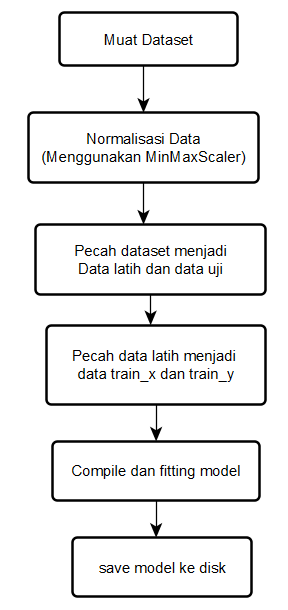 Muat Dataset
Normalisasi Data
(Menggunakan MinMaxScaler)
Pecah dataset menjadi
Data latih dan data uji
Pecah data latih menjadi
data train_x dan train_y
Compile dan fitting model
save model ke disk